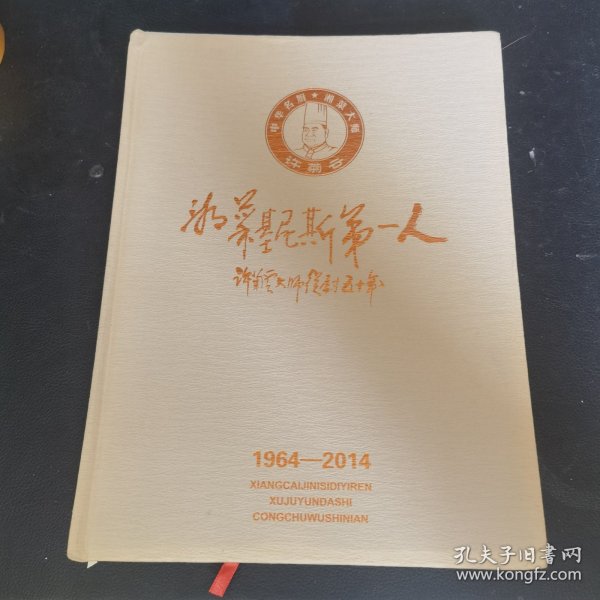 中华名厨★湘菜大师
许菊云
湘菜基尼斯第一人
许菊云大师从厨五十年
1964—2014
XIANGCAIJINISIDIYIREN
XUJUYUNDASHI
CONGCHUWUSHINIAN
孔夫子旧书网
www.kongfz.com